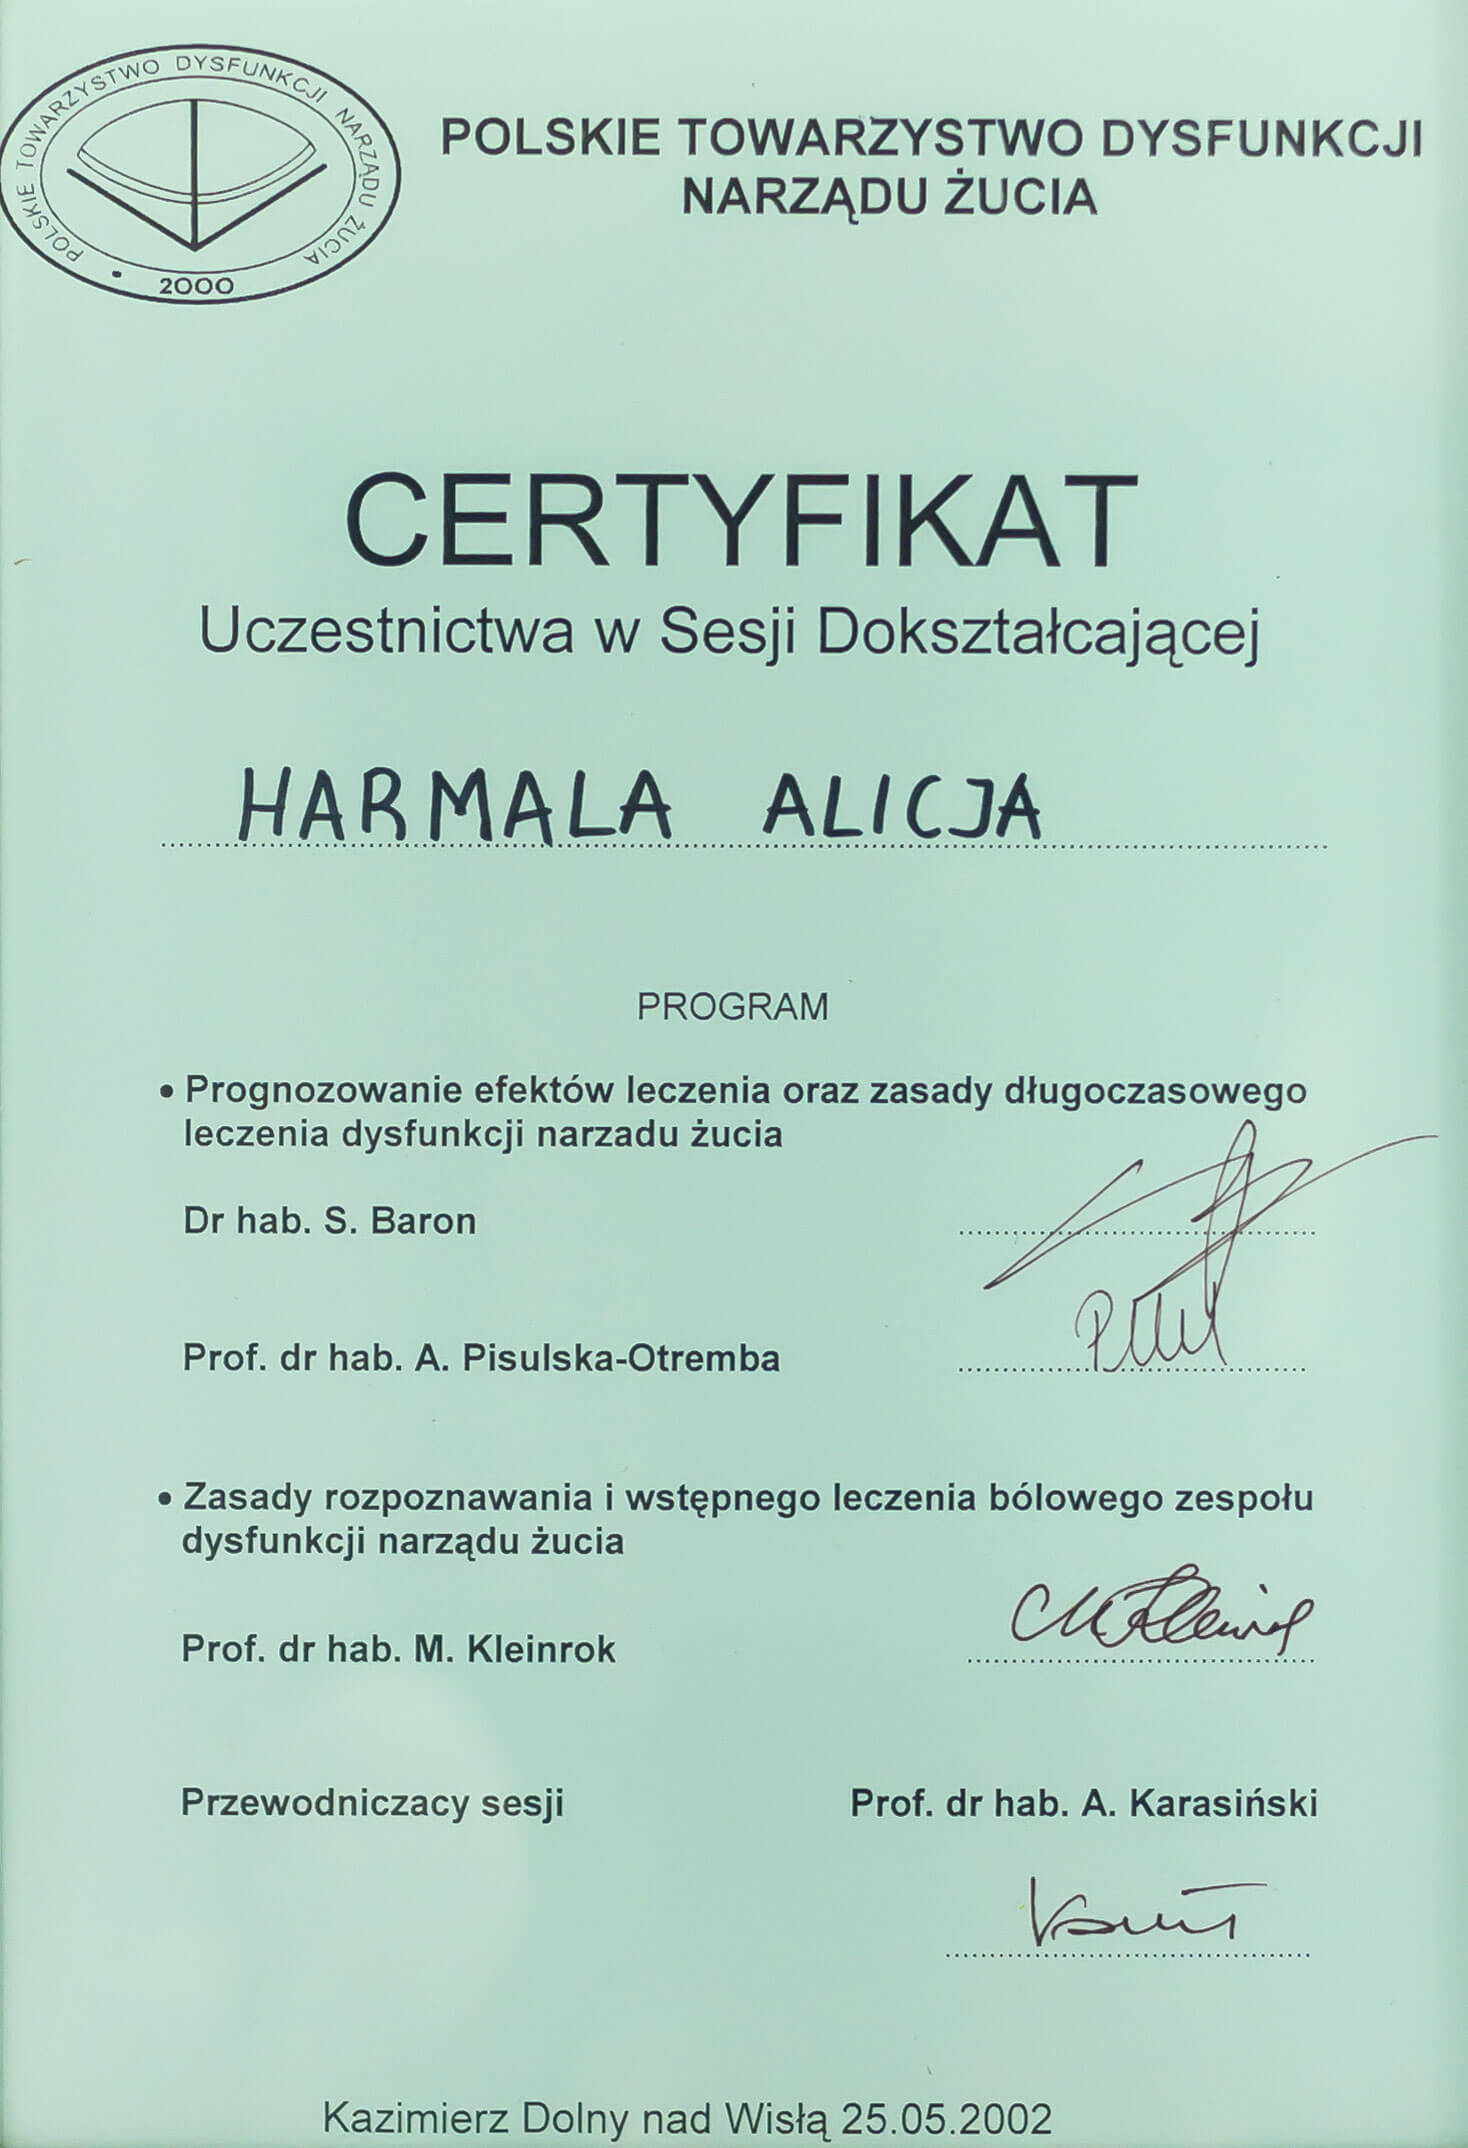 POLSKIE TOWARZYSTWO DYSFUNKCJI NARZĄDU ŻUCIA
2000
POLSKIE TOWARZYSTWO DYSFUNKCJI
NARZĄDU ŻUCIA
CERTYFIKAT
Uczestnictwa w Sesji Dokształcającej
HARMALA ALICJA
PROGRAM
• Prognozowanie efektów leczenia oraz zasady długoczasowego
leczenia dysfunkcji narzadu żucia
Dr hab. S. Baron
Prof. dr hab. A. Pisulska-Otremba
• Zasady rozpoznawania i wstępnego leczenia bólowego zespołu
dysfunkcji narządu żucia
Prof. dr hab. M. Kleinrok
Przewodniczacy sesji Prof. dr hab. A. Karasiński
Kazimierz Dolny nad Wisłą 25.05.2002